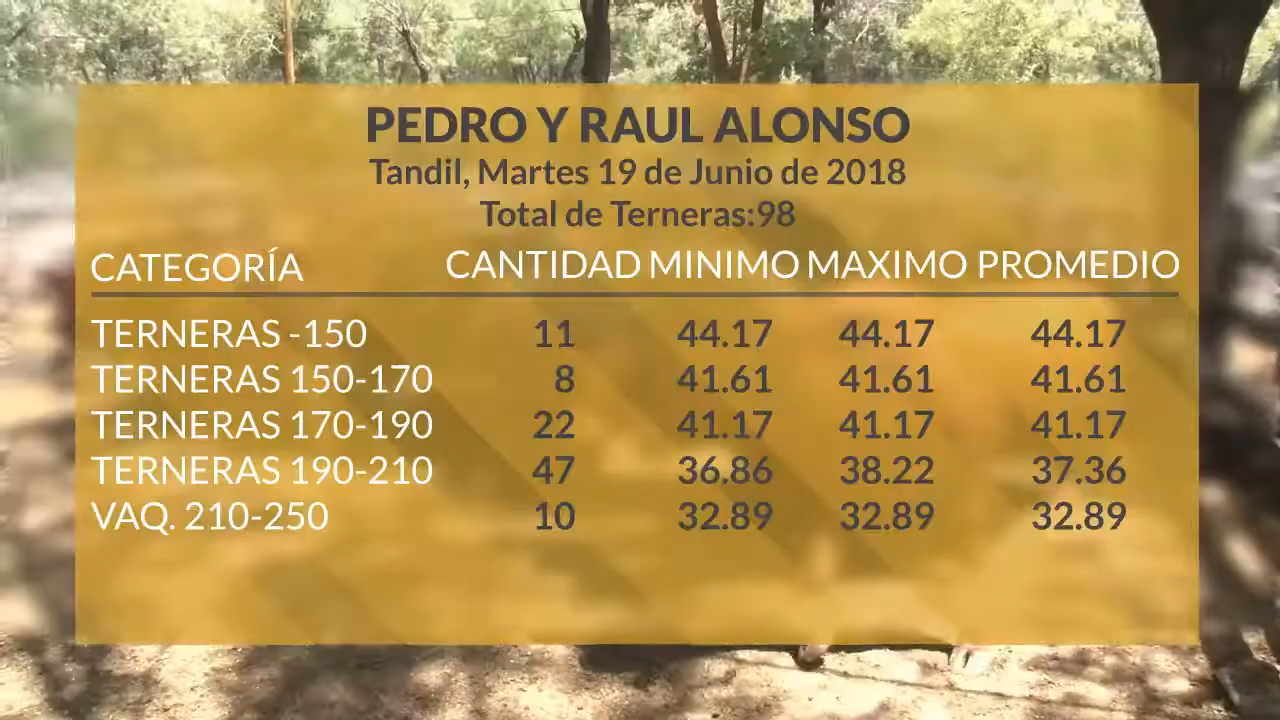 PEDRO Y RAUL ALONSO
Tandil, Martes 19 de Junio de 2018
Total de Terneras:98
CATEGORÍA CANTIDAD MINIMO MAXIMO PROMEDIO
TERNERAS -150 11 44.17 44.17 44.17
TERNERAS 150-170 8 41.61 41.61 41.61
TERNERAS 170-190 22 41.17 41.17 41.17
TERNERAS 190-210 47 36.86 38.22 37.36
VAQ. 210-250 10 32.89 32.89 32.89